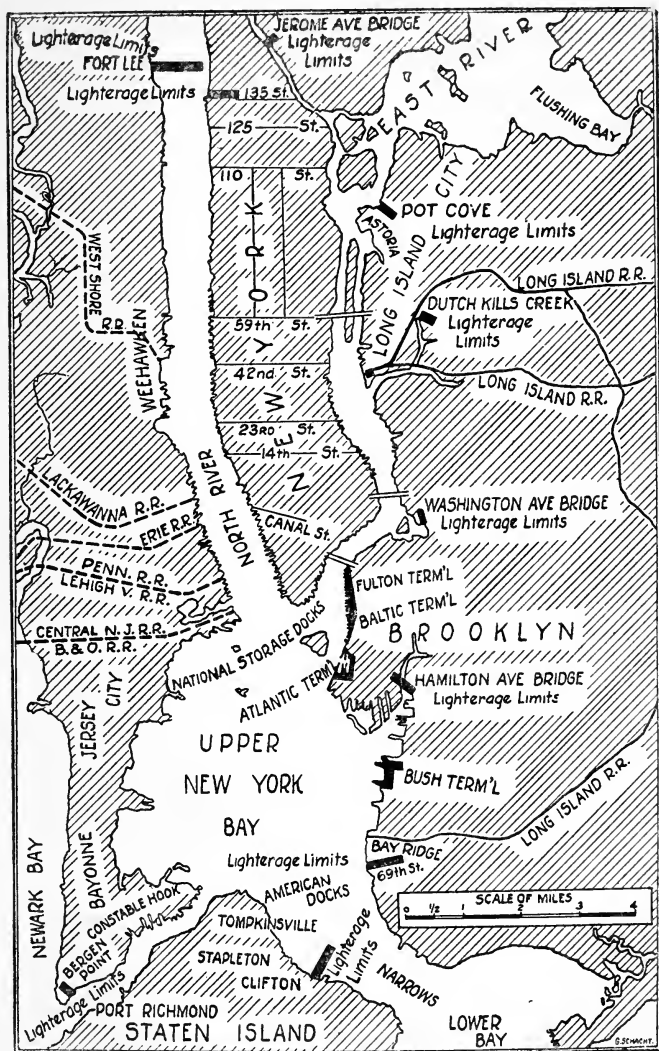 JEROME AVE BRIDGE
Lighterage
Limits
Lighterage Limits
FORT LEE
Lighterage Limits
135 St.
EAST RIVER
FLUSHING BAY
125 St.
110 St.
POT COVE
Lighterage Limits
ASTORIA
LONG ISLAND CITY
WEST SHORE
R.R.
WEEHAWKEN
NEW YORK
LONG ISLAND R.R.
DUTCH KILLS CREEK
Lighterage
Limits
59th St.
42nd St.
LONG ISLAND R.R.
23RD St.
14th St.
LACKAWANNA R.R.
ERIE R.R.
NORTH RIVER
CANAL St.
WASHINGTON AVE BRIDGE
Lighterage Limits
PENN. R.R.
LEHIGH V. R.R.
FULTON TERM'L
BALTIC TERM'L
CENTRAL N.J. R.R.
B. & O. R.R.
NATIONAL STORAGE DOCKS
BROOKLYN
ATLANTIC TERM'L
HAMILTON AVE BRIDGE
Lighterage Limits
JERSEY CITY
UPPER
NEW YORK
BAY
BUSH TERM'L
LONG ISLAND R.R.
NEWARK BAY
BAYONNE
Lighterage Limits
BAY RIDGE
69th St.
CONSTABLE HOOK
AMERICAN DOCKS
SCALE OF MILES
0 1/2 1 2 3 4
BERGEN
POINT
TOMPKINSVILLE
STAPLETON
CLIFTON
Lighterage
Limits
NARROWS
Lighterage Limits
PORT RICHMOND
STATEN ISLAND
LOWER
BAY
G. SCHACHT.